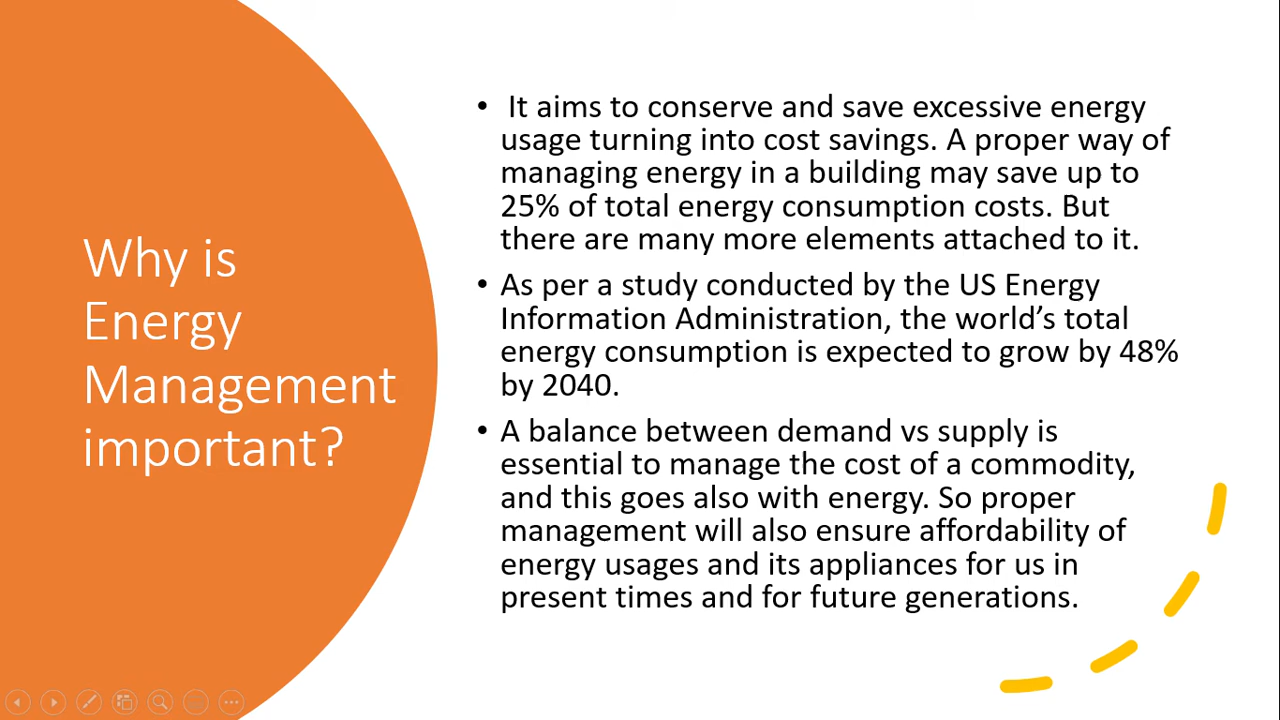 Why is
Energy
Management
important?
• It aims to conserve and save excessive energy
usage turning into cost savings. A proper way of
managing energy in a building may save up to
25% of total energy consumption costs. But
there are many more elements attached to it.
• As per a study conducted by the US Energy
Information Administration, the world’s total
energy consumption is expected to grow by 48%
by 2040.
• A balance between demand vs supply is
essential to manage the cost of a commodity,
and this goes also with energy. So proper
management will also ensure affordability of
energy usages and its appliances for us in
present times and for future generations.